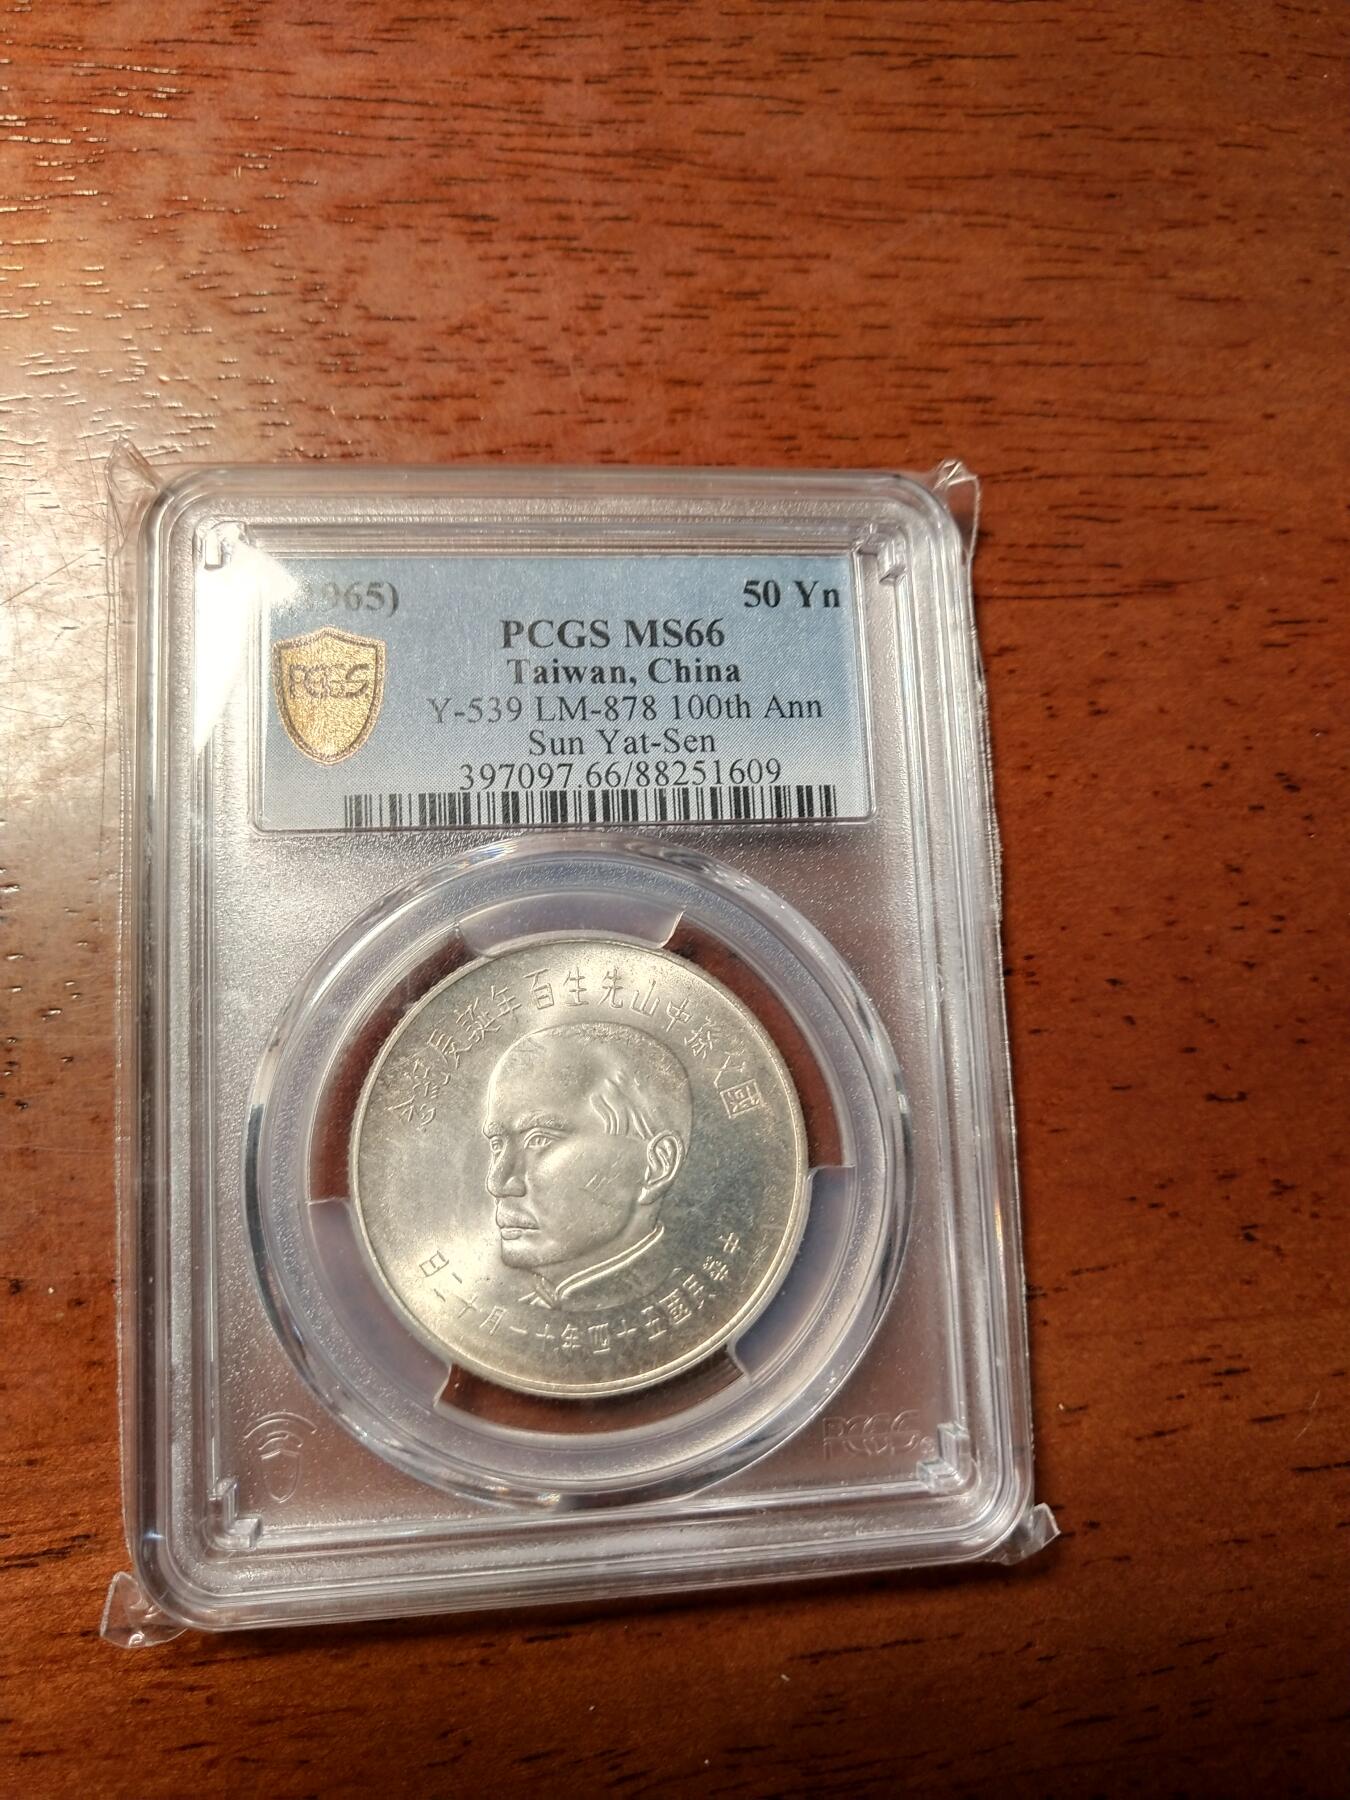 965) 50 Yn
PCGS MS66
Taiwan, China
PCGS
Y-539 LM-878 100th Ann
Sun Yat-Sen
397097.66/88251609
國父孫中山先生百年誕辰紀念
中華民國五十四年十一月十二日
PCGS